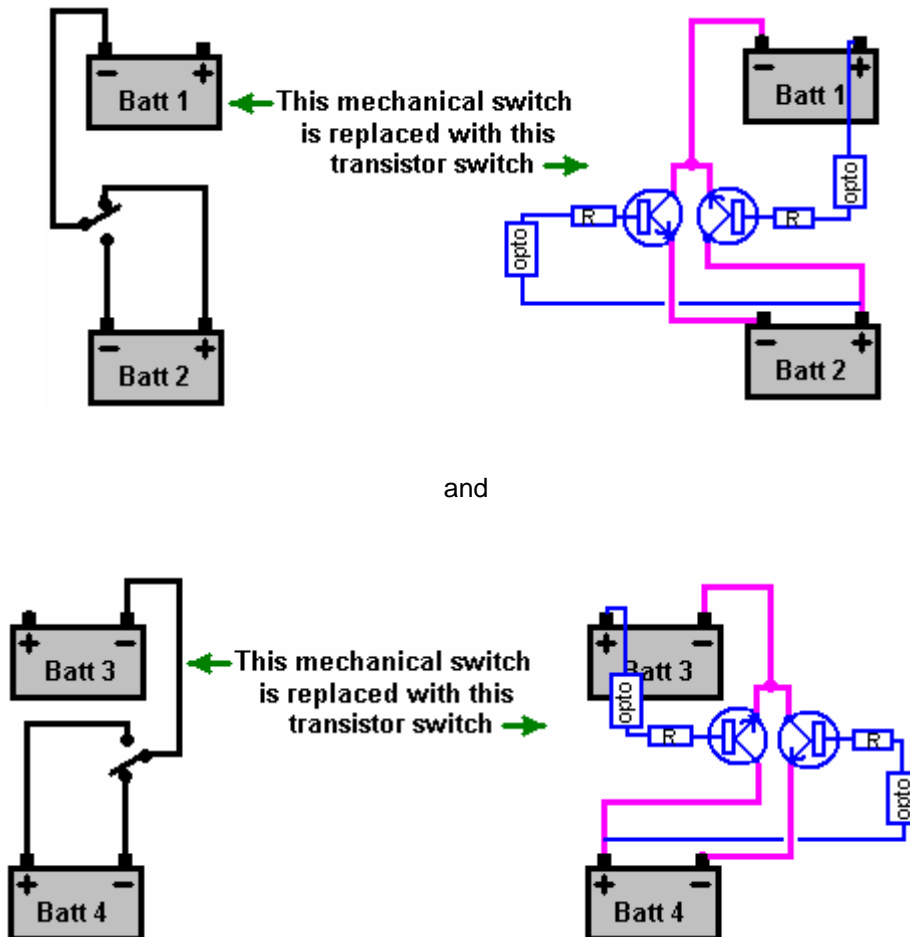 - +
Batt 1
This mechanical switch
is replaced with this
transistor switch
- +
Batt 1
opto
R
R
opto
- +
Batt 2
- +
Batt 2
and
+ -
Batt 3
This mechanical switch
is replaced with this
transistor switch
+ -
Batt 3
opto
R
R
opto
+ -
Batt 4
+ -
Batt 4